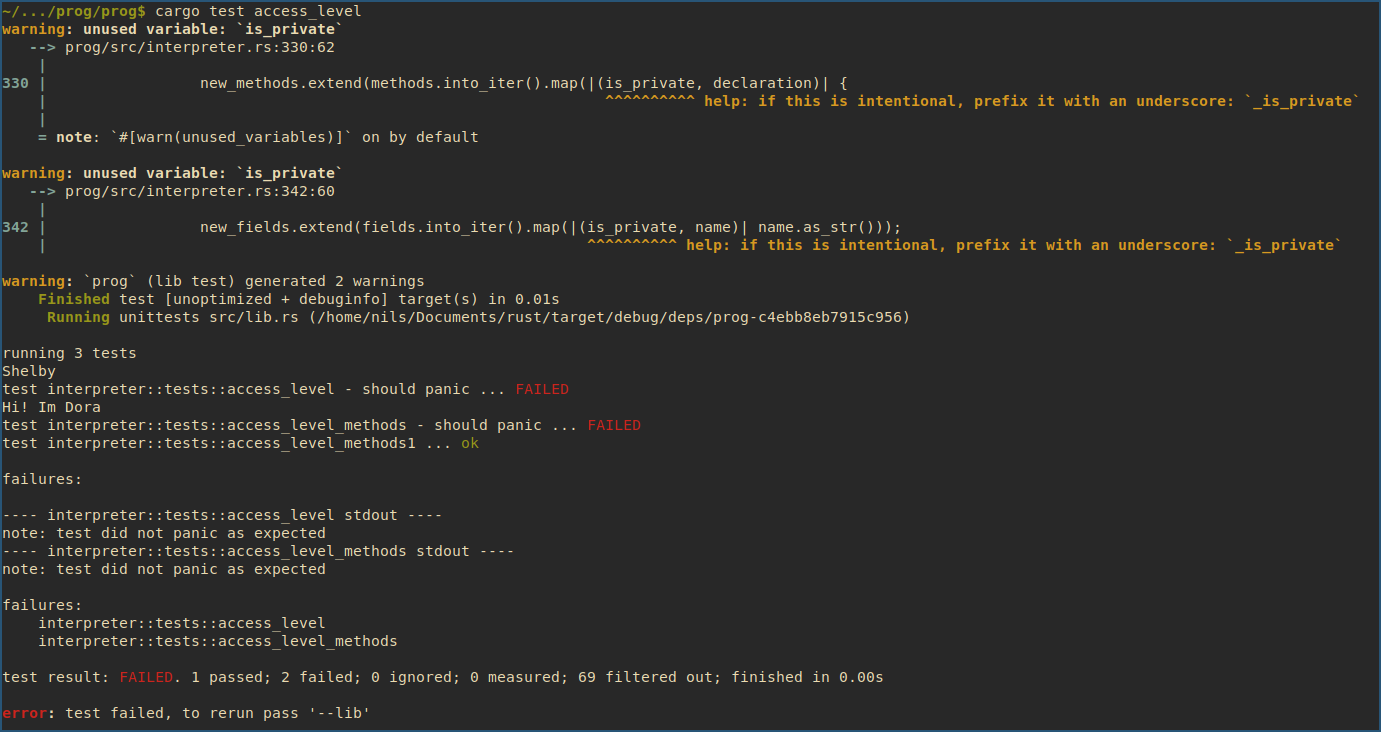 ~/.../prog/prog$ cargo test access_level
warning: unused variable: `is_private`
   --> prog/src/interpreter.rs:330:62
    |
330 |                 new_methods.extend(methods.into_iter().map(|(is_private, declaration)| {
    |                                                              ^^^^^^^^^^ help: if this is intentional, prefix it with an underscore: `_is_private`
    |
    = note: `#[warn(unused_variables)]` on by default

warning: unused variable: `is_private`
   --> prog/src/interpreter.rs:342:60
    |
342 |                 new_fields.extend(fields.into_iter().map(|(is_private, name)| name.as_str()));
    |                                                            ^^^^^^^^^^ help: if this is intentional, prefix it with an underscore: `_is_private`

warning: `prog` (lib test) generated 2 warnings
    Finished test [unoptimized + debuginfo] target(s) in 0.01s
     Running unittests src/lib.rs (/home/nils/Documents/rust/target/debug/deps/prog-c4ebb8eb7915c956)

running 3 tests
Shelby
test interpreter::tests::access_level - should panic ... FAILED
Hi! Im Dora
test interpreter::tests::access_level_methods - should panic ... FAILED
test interpreter::tests::access_level_methods1 ... ok

failures:

---- interpreter::tests::access_level stdout ----
note: test did not panic as expected
---- interpreter::tests::access_level_methods stdout ----
note: test did not panic as expected

failures:
    interpreter::tests::access_level
    interpreter::tests::access_level_methods

test result: FAILED. 1 passed; 2 failed; 0 ignored; 0 measured; 69 filtered out; finished in 0.00s

error: test failed, to rerun pass '--lib'